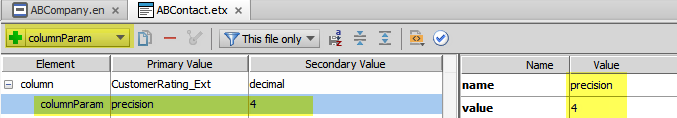 ABCompany.en ABContact.etx
columnParam This file only
Element Primary Value Secondary Value
column CustomerRating_Ext decimal
columnParam precision 4
Name Value
name precision
value 4